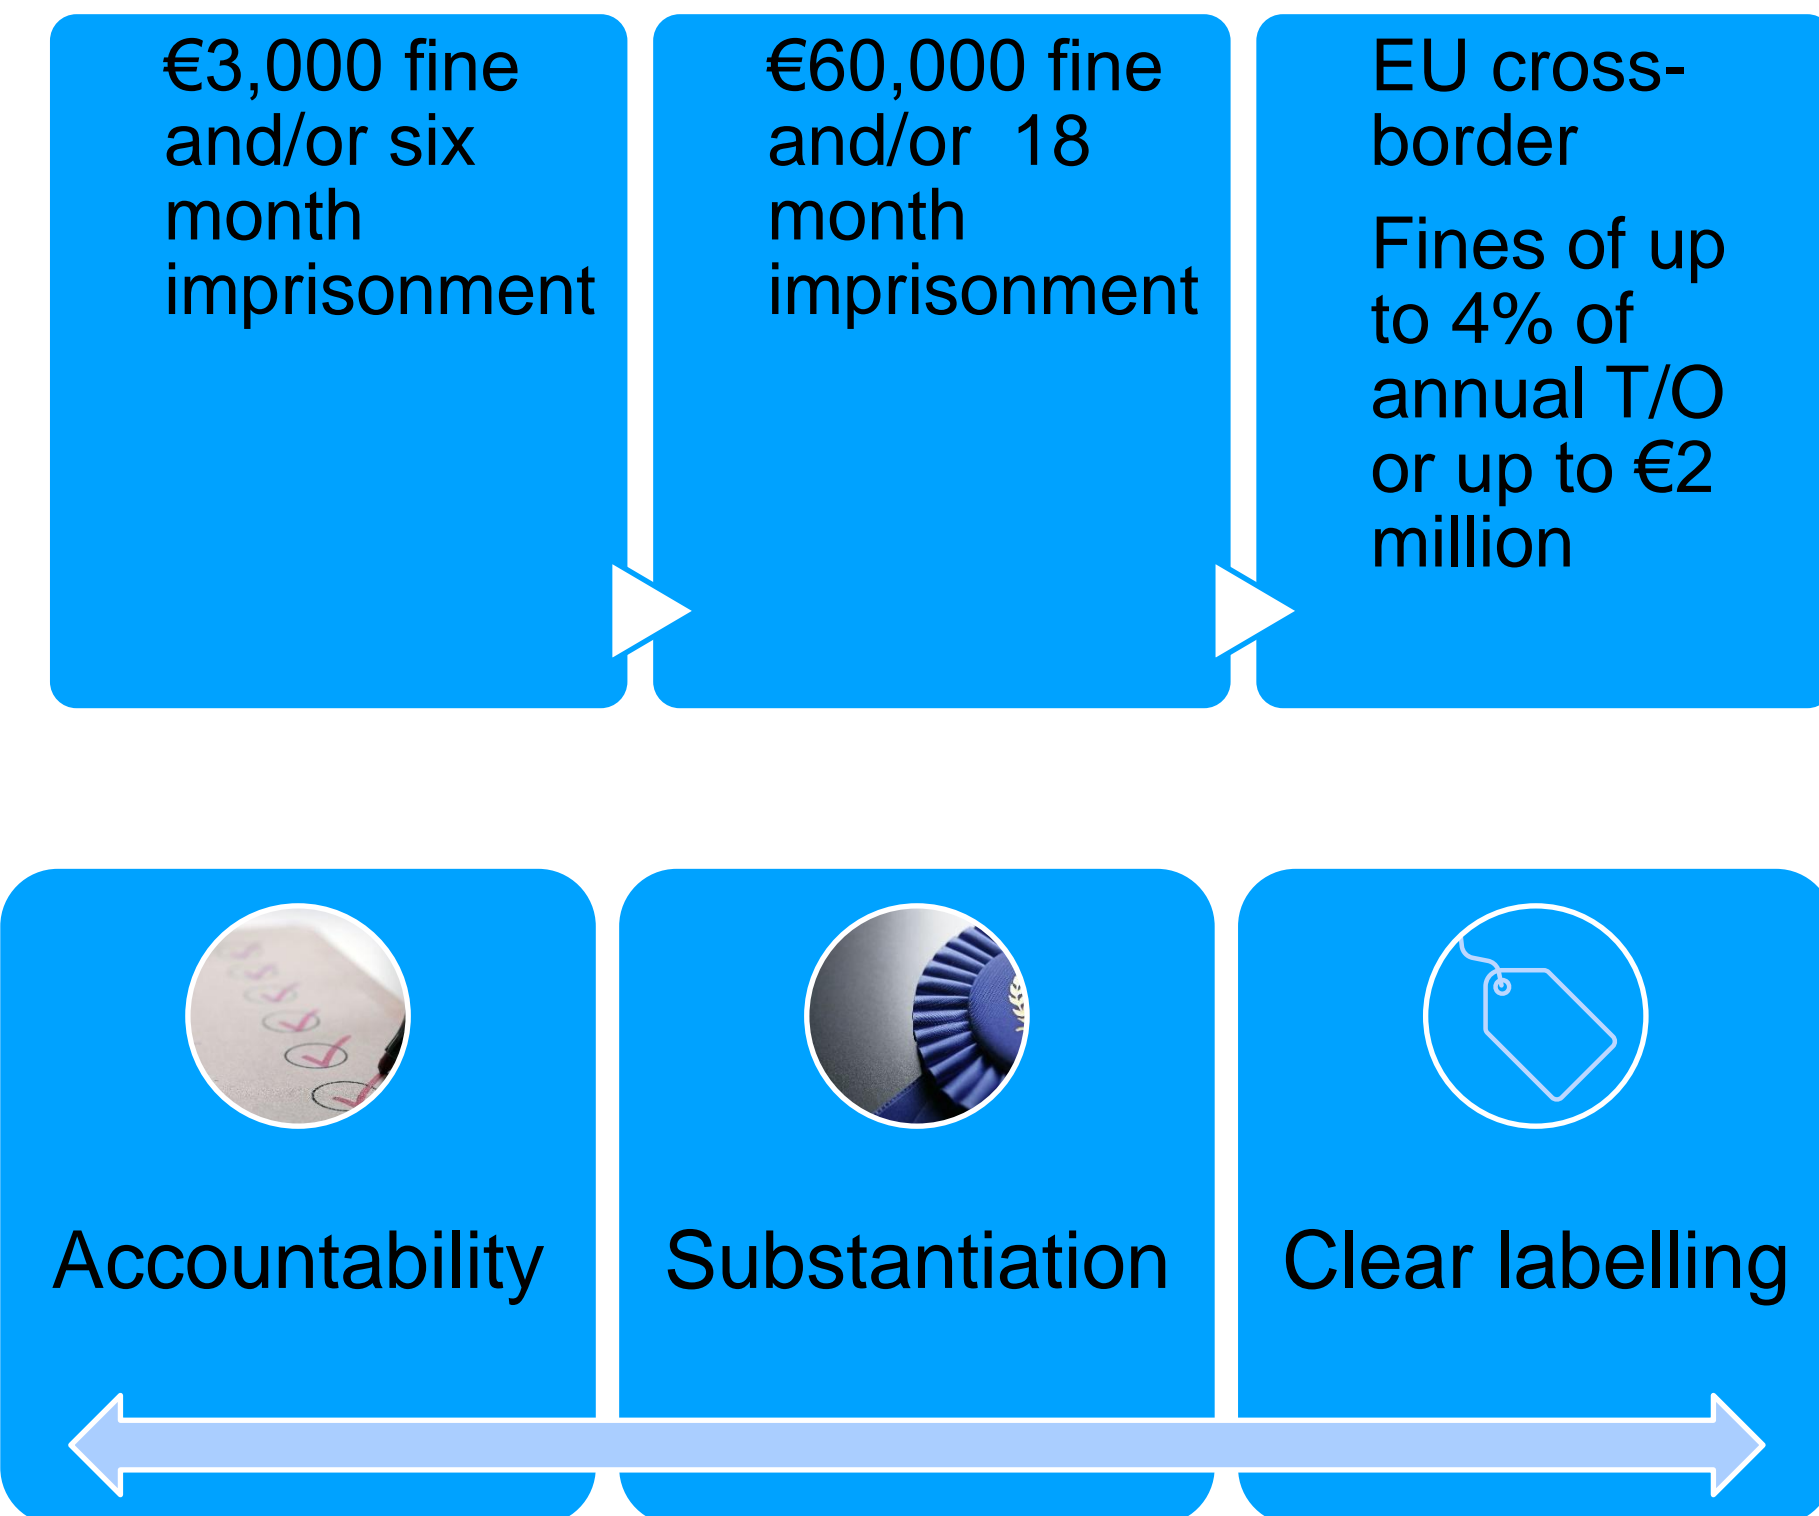 €3,000 fine
and/or six
month
imprisonment
€60,000 fine
and/or  18
month
imprisonment
EU cross-
border
Fines of up
to 4% of
annual T/O
or up to €2
million
Accountability
Substantiation
Clear labelling